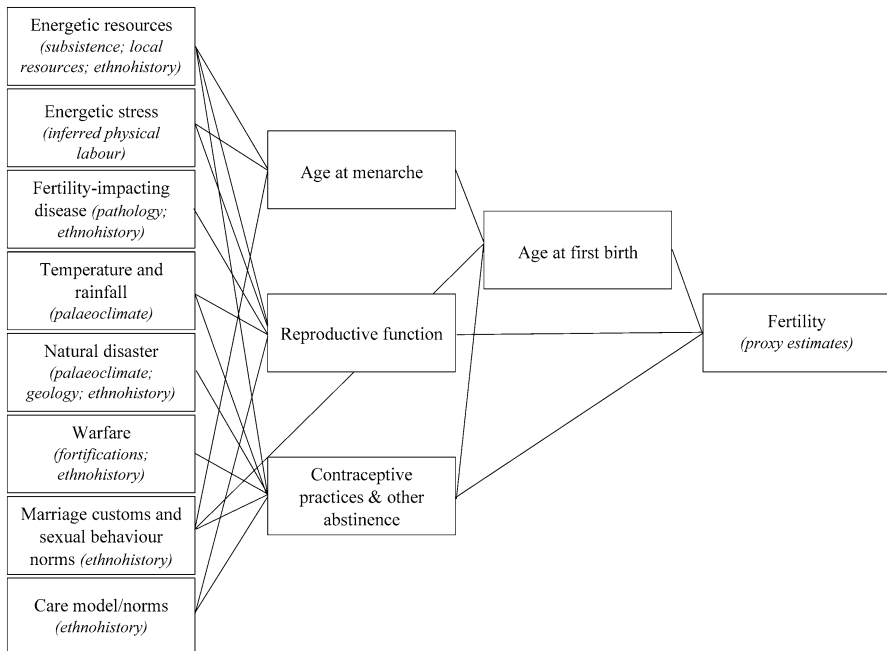 Energetic resources
(subsistence; local
resources; ethnohistory)
Energetic stress
(inferred physical
labour)
Fertility-impacting
disease (pathology;
ethnohistory)
Temperature and
rainfall
(palaeoclimate)
Natural disaster
(palaeoclimate;
geology; ethnohistory)
Warfare
(fortifications;
ethnohistory)
Marriage customs and
sexual behaviour
norms (ethnohistory)
Care model/norms
(ethnohistory)
Age at menarche
Reproductive function
Contraceptive
practices & other
abstinence
Age at first birth
Fertility
(proxy estimates)